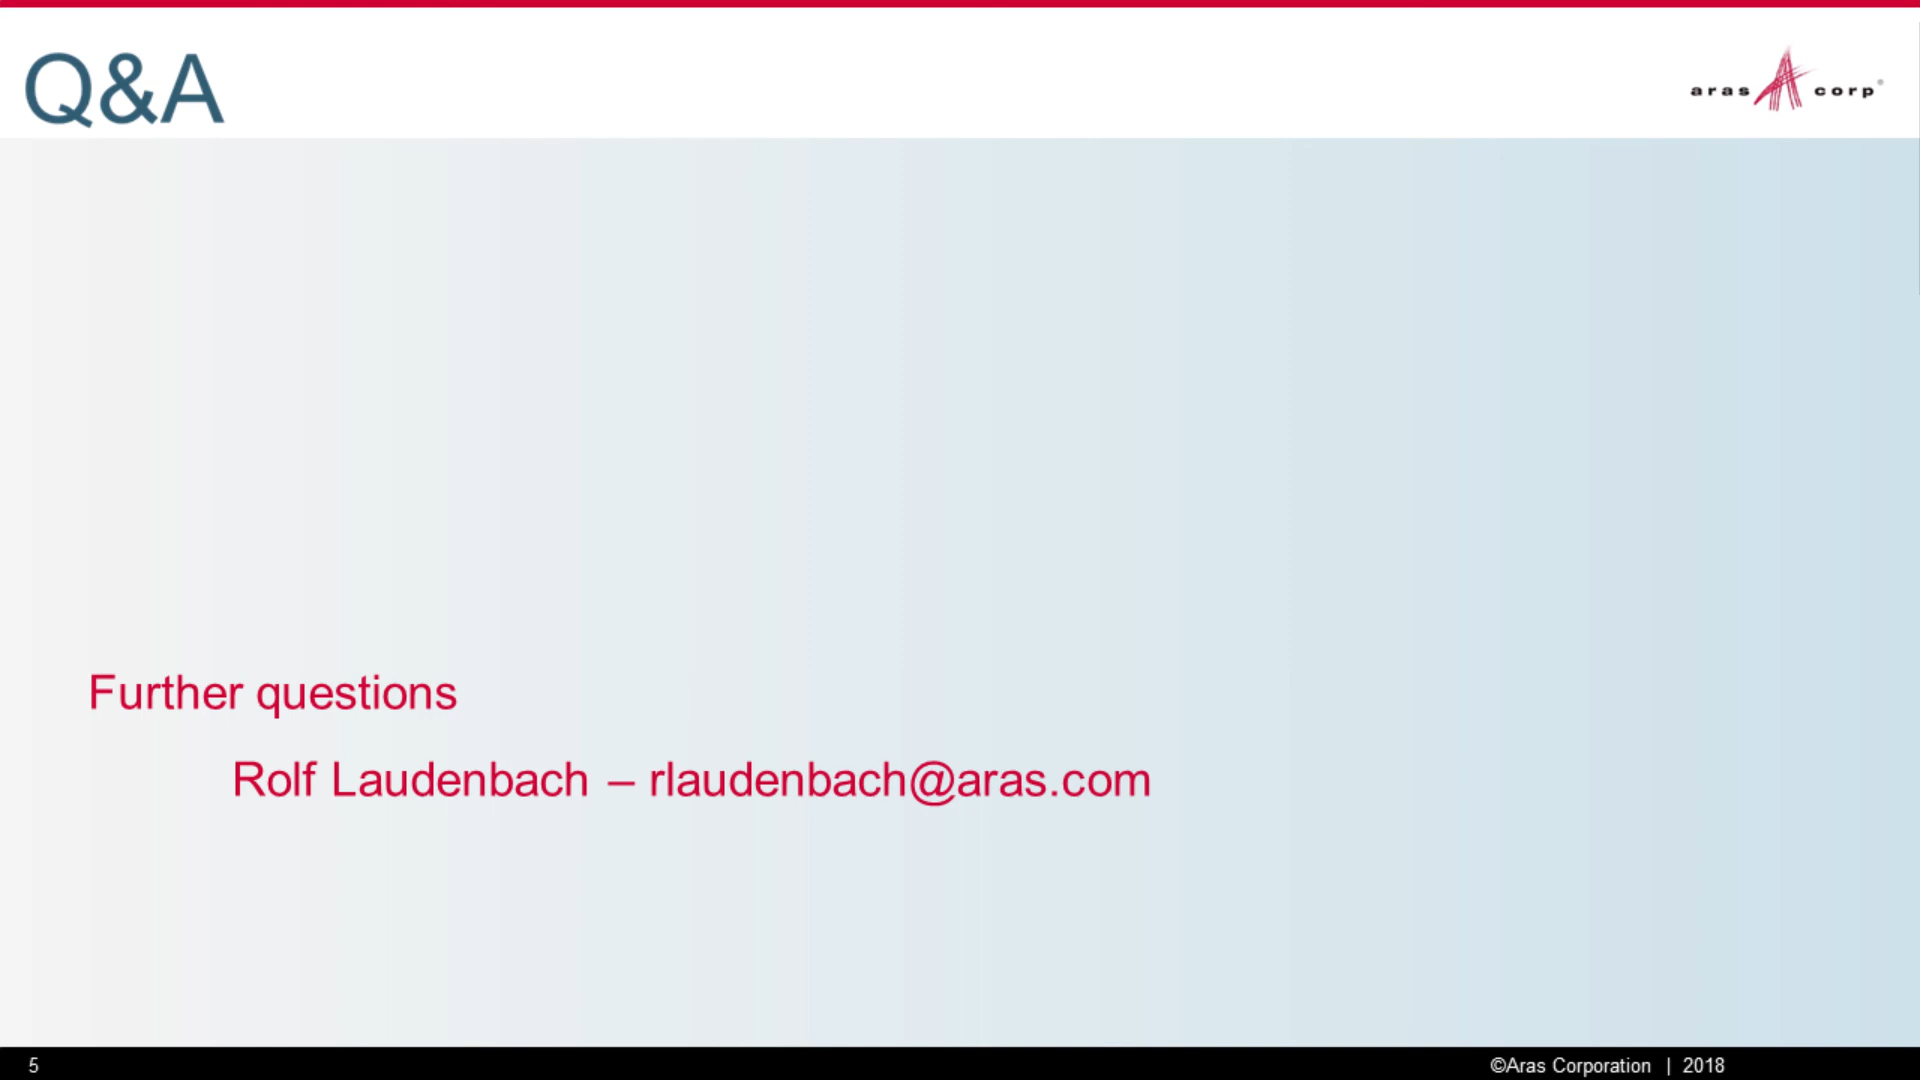 Q&A
aras corp®
Further questions
Rolf Laudenbach – rlaudenbach@aras.com
5
©Aras Corporation | 2018